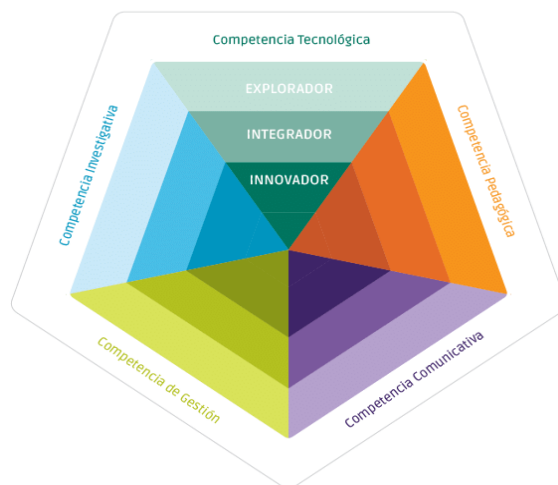 Competencia Tecnológica
EXPLORADOR
INTEGRADOR
INNOVADOR
Competencia Investigativa
Competencia Pedagógica
Competencia de Gestión
Competencia Comunicativa